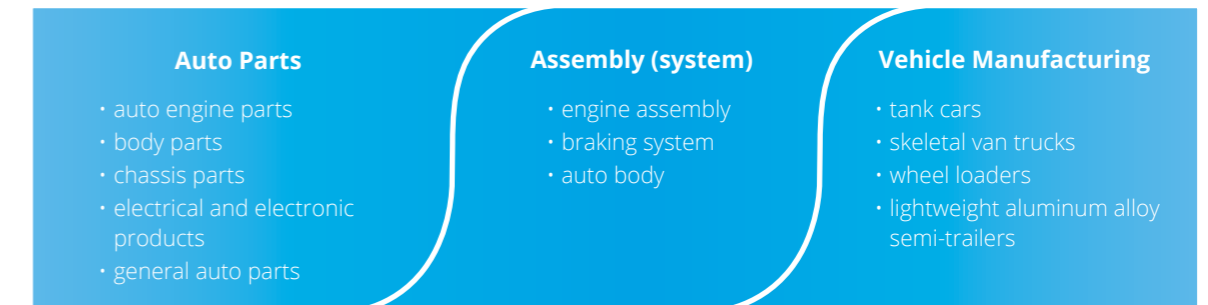 Auto Parts
· auto engine parts
· body parts
· chassis parts
· electrical and electronic
products
· general auto parts
Assembly (system)
· engine assembly
· braking system
· auto body
Vehicle Manufacturing
· tank cars
· skeletal van trucks
· wheel loaders
· lightweight aluminum alloy
semi-trailers